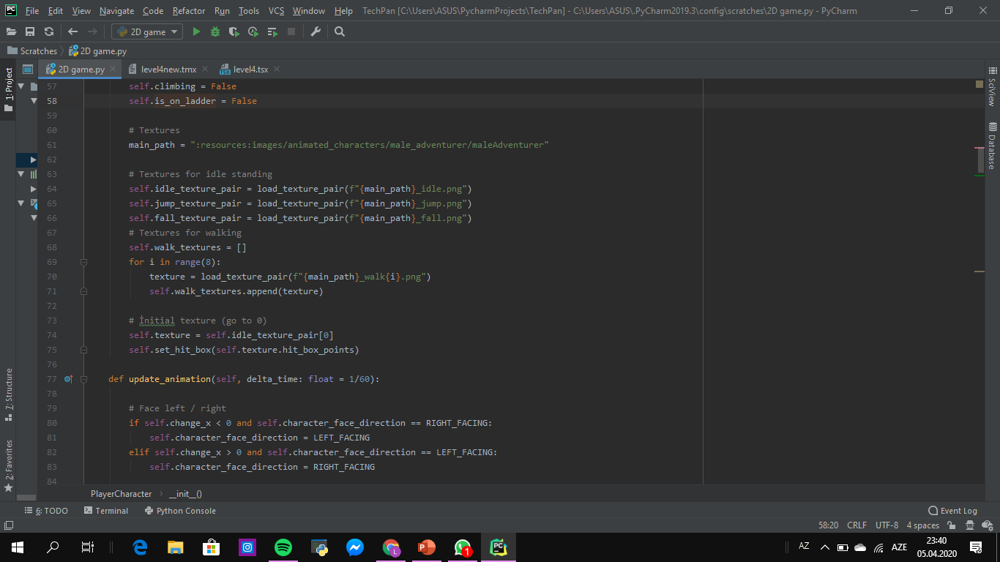 File Edit View Navigate Code Refactor Run Tools VCS Window Help TechPan [C:\Users\ASUS\PycharmProjects\TechPan] - C:\Users\ASUS\.PyCharm2019.3\config\scratches\2D game.py - PyCharm
2D game
Scratches 2D game.py
1: Project
2D game.py level4new.tmx level4.tsx
57 self.climbing = False
58 self.is_on_ladder = False
59
60 # Textures
61 main_path = ":resources:images/animated_characters/male_adventurer/maleAdventurer"
62
63 # Textures for idle standing
64 self.idle_texture_pair = load_texture_pair(f"{main_path}_idle.png")
65 self.jump_texture_pair = load_texture_pair(f"{main_path}_jump.png")
66 self.fall_texture_pair = load_texture_pair(f"{main_path}_fall.png")
67 # Textures for walking
68 self.walk_textures = []
69 for i in range(8):
70 texture = load_texture_pair(f"{main_path}_walk{i}.png")
71 self.walk_textures.append(texture)
72
73 # İnitial texture (go to 0)
74 self.texture = self.idle_texture_pair[0]
75 self.set_hit_box(self.texture.hit_box_points)
76
77 def update_animation(self, delta_time: float = 1/60):
78
79 # Face left / right
80 if self.change_x < 0 and self.character_face_direction == RIGHT_FACING:
81 self.character_face_direction = LEFT_FACING
82 elif self.change_x > 0 and self.character_face_direction == LEFT_FACING:
83 self.character_face_direction = RIGHT_FACING
84
SciView
Database
7: Structure
2: Favorites
PlayerCharacter __init__()
6: TODO Terminal Python Console Event Log
58:20 CRLF UTF-8 4 spaces
AZ AZE
23:40
05.04.2020